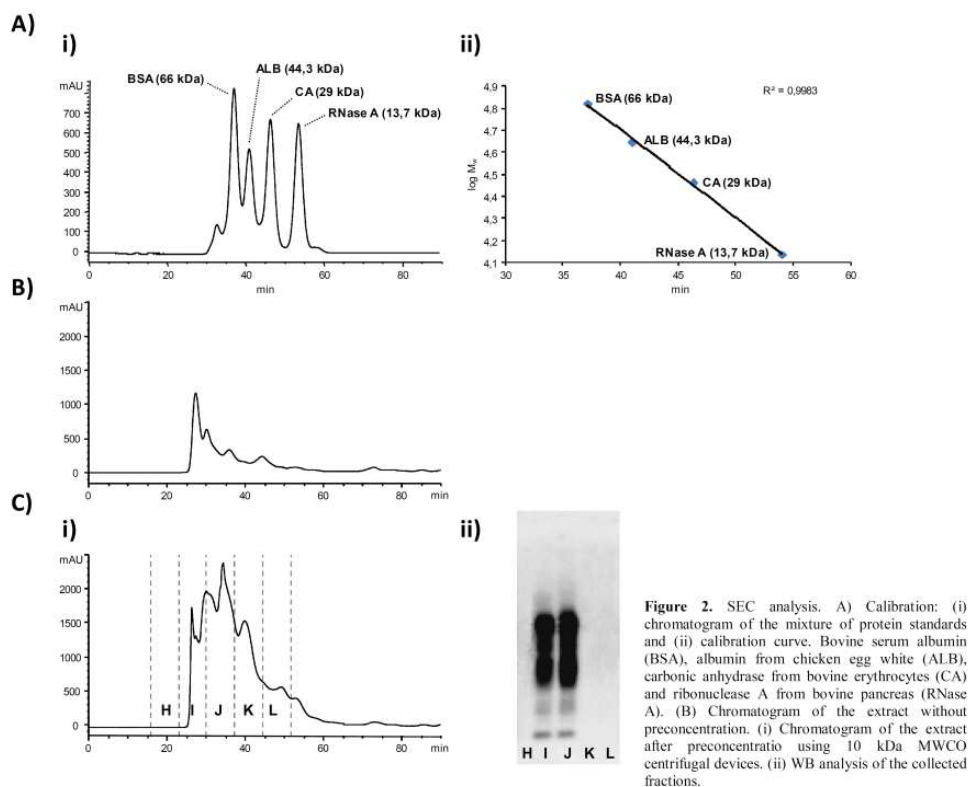 A)
i)
mAU
800
700
600
500
400
300
200
100
0
0
20
40
60
80
min
BSA (66 kDa)
ALB (44,3 kDa)
CA (29 kDa)
RNase A (13,7 kDa)
ii)
4,9
4,8
4,7
4,6
4,5
4,4
4,3
4,2
4,1
log Mw
30
35
40
45
50
55
60
min
R² = 0,9983
BSA (66 kDa)
ALB (44,3 kDa)
CA (29 kDa)
RNase A (13,7 kDa)
B)
mAU
2000
1500
1000
500
0
0
20
40
60
80
min
C)
i)
mAU
2000
1500
1000
500
0
0
20
40
60
80
min
H I J K L
ii)
H I J K L
Figure 2. SEC analysis. A) Calibration: (i)
chromatogram of the mixture of protein standards
and (ii) calibration curve. Bovine serum albumin
(BSA), albumin from chicken egg white (ALB),
carbonic anhydrase from bovine erythrocytes (CA)
and ribonuclease A from bovine pancreas (RNase
A). (B) Chromatogram of the extract without
preconcentration. (i) Chromatogram of the extract
after preconcentratio using 10 kDa MWCO
centrifugal devices. (ii) WB analysis of the collected
fractions.